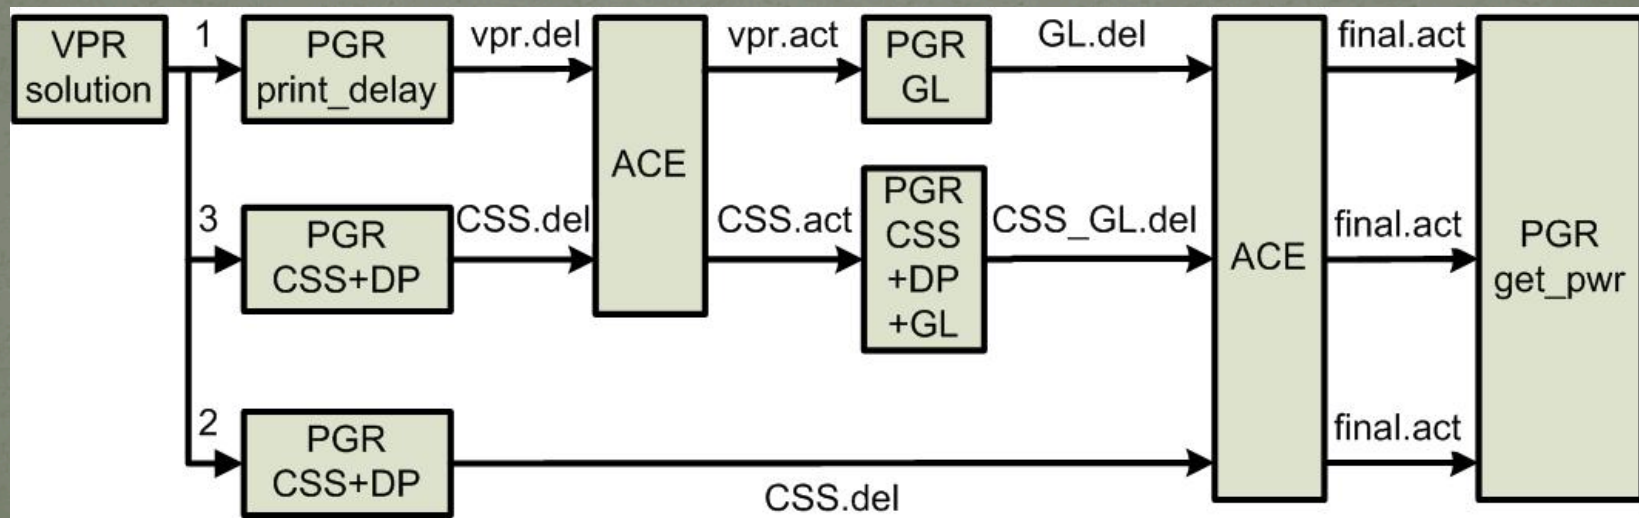 VPR
solution
1
PGR
print_delay
vpr.del
ACE
vpr.act
PGR
GL
GL.del
ACE
final.act
PGR
get_pwr
3
PGR
CSS+DP
CSS.del
CSS.act
PGR
CSS
+DP
+GL
CSS_GL.del
final.act
2
PGR
CSS+DP
CSS.del
final.act